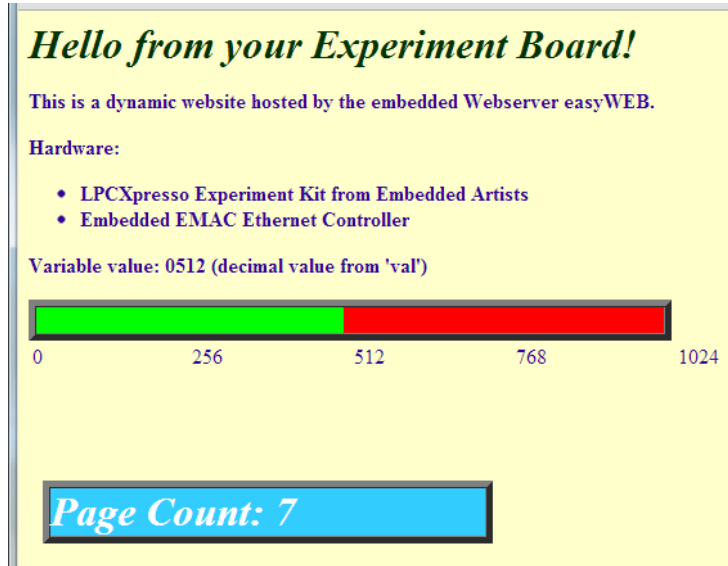 Hello from your Experiment Board!
This is a dynamic website hosted by the embedded Webserver easyWEB.
Hardware:
• LPCXpresso Experiment Kit from Embedded Artists
• Embedded EMAC Ethernet Controller
Variable value: 0512 (decimal value from 'val')
0 256 512 768 1024
Page Count: 7